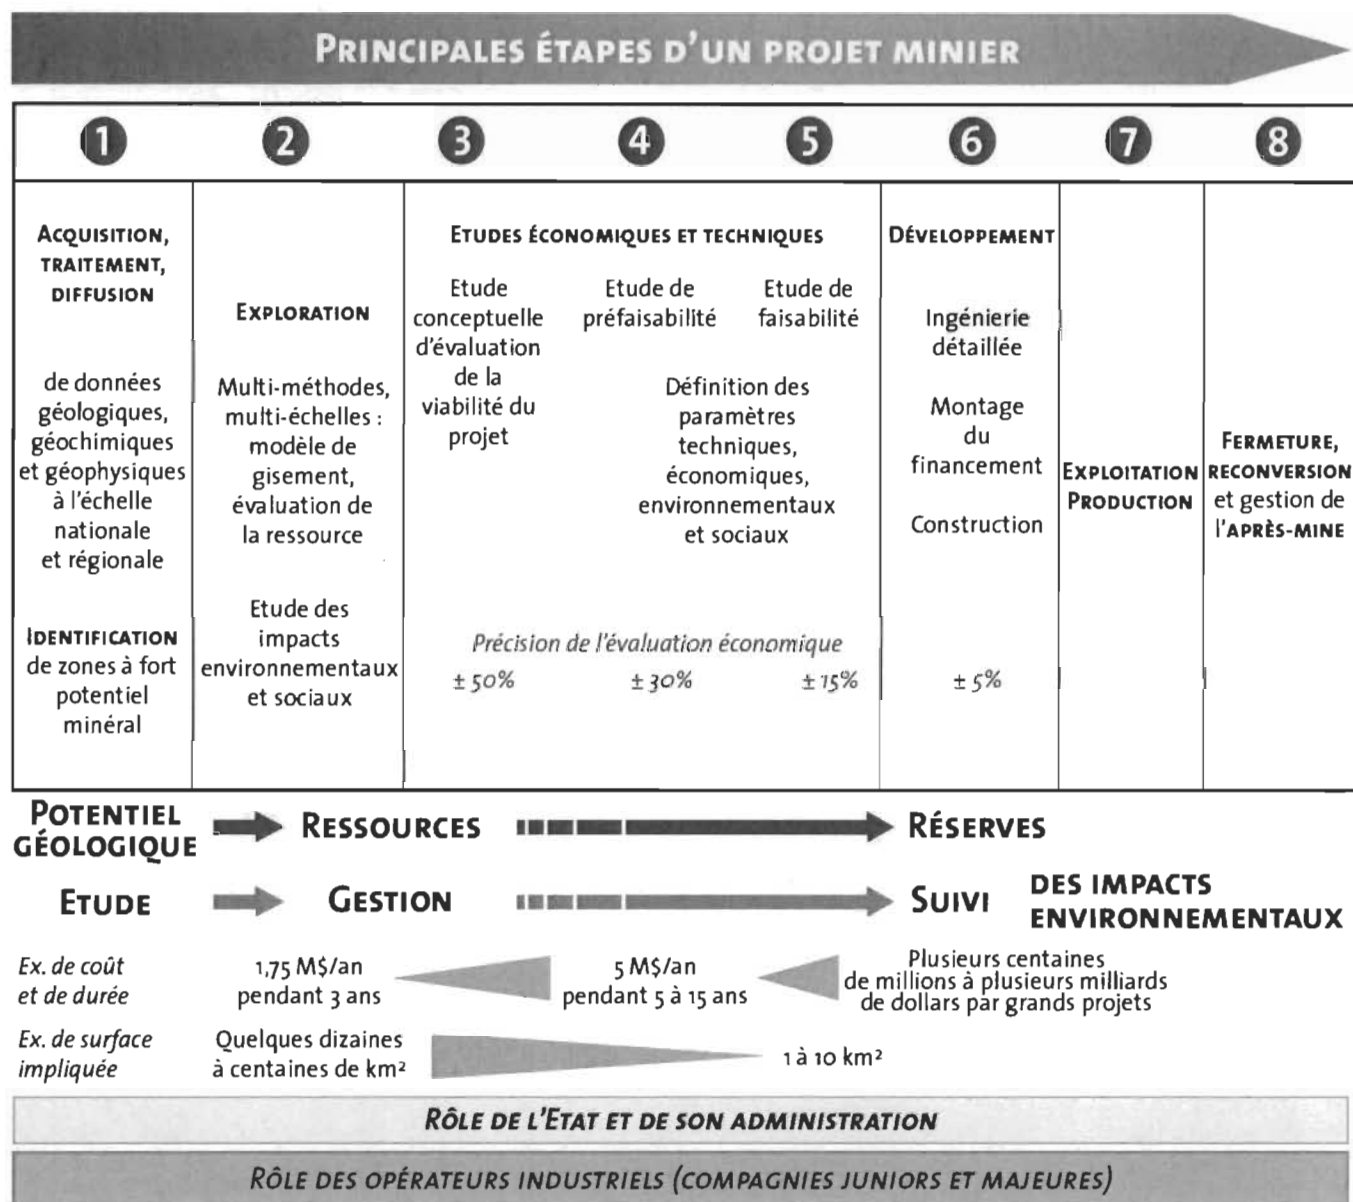 PRINCIPALES ÉTAPES D'UN PROJET MINIER
1
2
3
4
5
6
7
8
ACQUISITION,
TRAITEMENT,
DIFFUSION
de données
géologiques,
géochimiques
et géophysiques
à l'échelle
nationale
et régionale
IDENTIFICATION
de zones à fort
potentiel
minéral
EXPLORATION
Multi-méthodes,
multi-échelles :
modèle de
gisement,
évaluation de
la ressource
Etude des
impacts
environnementaux
et sociaux
ETUDES ÉCONOMIQUES ET TECHNIQUES
Etude
conceptuelle
d'évaluation
de la
viabilité du
projet
Etude de
préfaisabilité
Etude de
faisabilité
Définition des
paramètres
techniques,
économiques,
environnementaux
et sociaux
Précision de l'évaluation économique
± 50%
± 30%
± 15%
DÉVELOPPEMENT
Ingénierie
détaillée
Montage
du
financement
Construction
± 5%
EXPLOITATION
PRODUCTION
FERMETURE,
RECONVERSION
et gestion de
l'APRÈS-MINE
POTENTIEL
GÉOLOGIQUE
RESSOURCES
RÉSERVES
ETUDE
GESTION
SUIVI
DES IMPACTS
ENVIRONNEMENTAUX
Ex. de coût
et de durée
1,75 M$/an
pendant 3 ans
5 M$/an
pendant 5 à 15 ans
Plusieurs centaines
de millions à plusieurs milliards
de dollars par grands projets
Ex. de surface
impliquée
Quelques dizaines
à centaines de km²
1 à 10 km²
RÔLE DE L'ETAT ET DE SON ADMINISTRATION
RÔLE DES OPÉRATEURS INDUSTRIELS (COMPAGNIES JUNIORS ET MAJEURES)